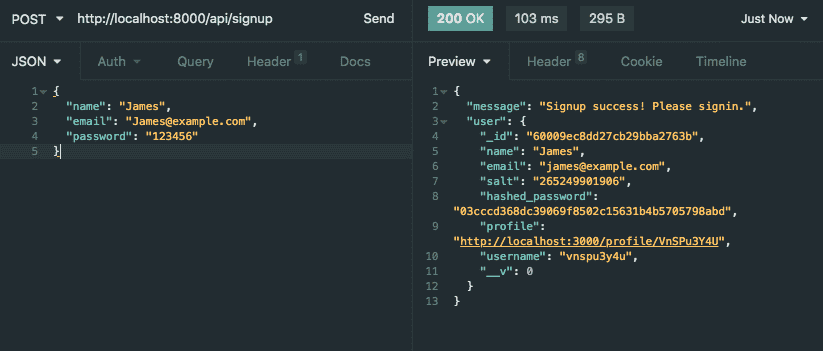 POST http://localhost:8000/api/signup Send
200 OK 103 ms 295 B Just Now
JSON Auth Query Header 1 Docs
Preview Header 8 Cookie Timeline
1 {
2 "name": "James",
3 "email": "James@example.com",
4 "password": "123456"
5 }
1 {
2 "message": "Signup success! Please signin.",
3 "user": {
4 "_id": "60009ec8dd27cb29bba2763b",
5 "name": "James",
6 "email": "james@example.com",
7 "salt": "265249901906",
8 "hashed_password":
"03cccd368dc39069f8502c15631b4b5705798abd",
9 "profile":
"http://localhost:3000/profile/VnSPu3Y4U",
10 "username": "vnspu3y4u",
11 "__v": 0
12 }
13 }